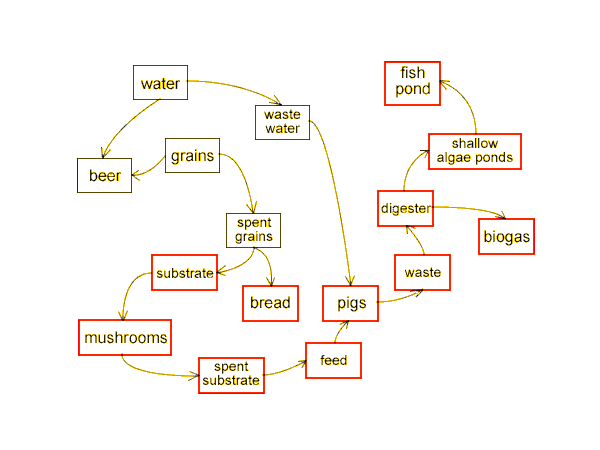 fish
pond
water
waste
water
shallow
algae ponds
grains
beer
digester
spent
grains
biogas
substrate
waste
bread
pigs
mushrooms
feed
spent
substrate